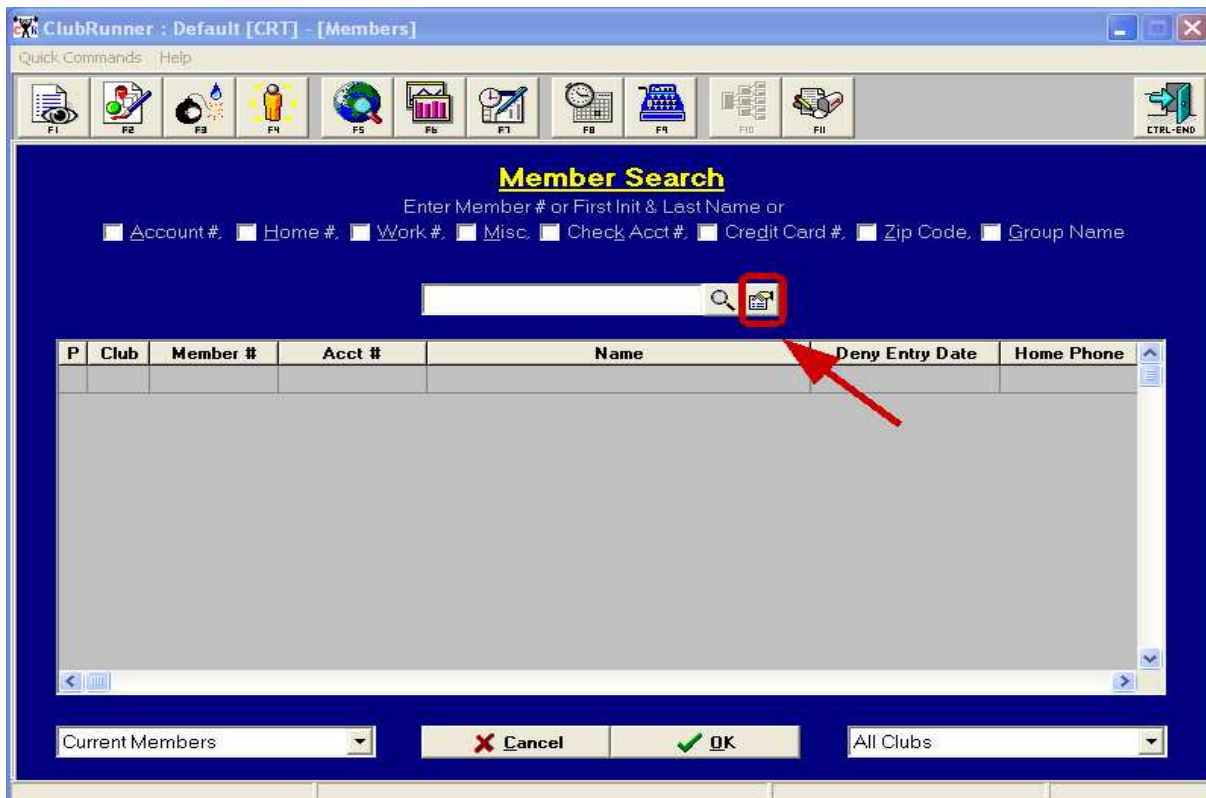 ClubRunner : Default [CRT] - [Members]
Quick Commands Help
F1 F2 F3 F4 F5 F6 F7 F8 F9 F10 F11 CTRL-END
Member Search
Enter Member # or First Init & Last Name or
Account #, Home #, Work #, Misc, Check Acct #, Credit Card #, Zip Code, Group Name
P Club Member # Acct # Name Deny Entry Date Home Phone
Current Members Cancel OK All Clubs